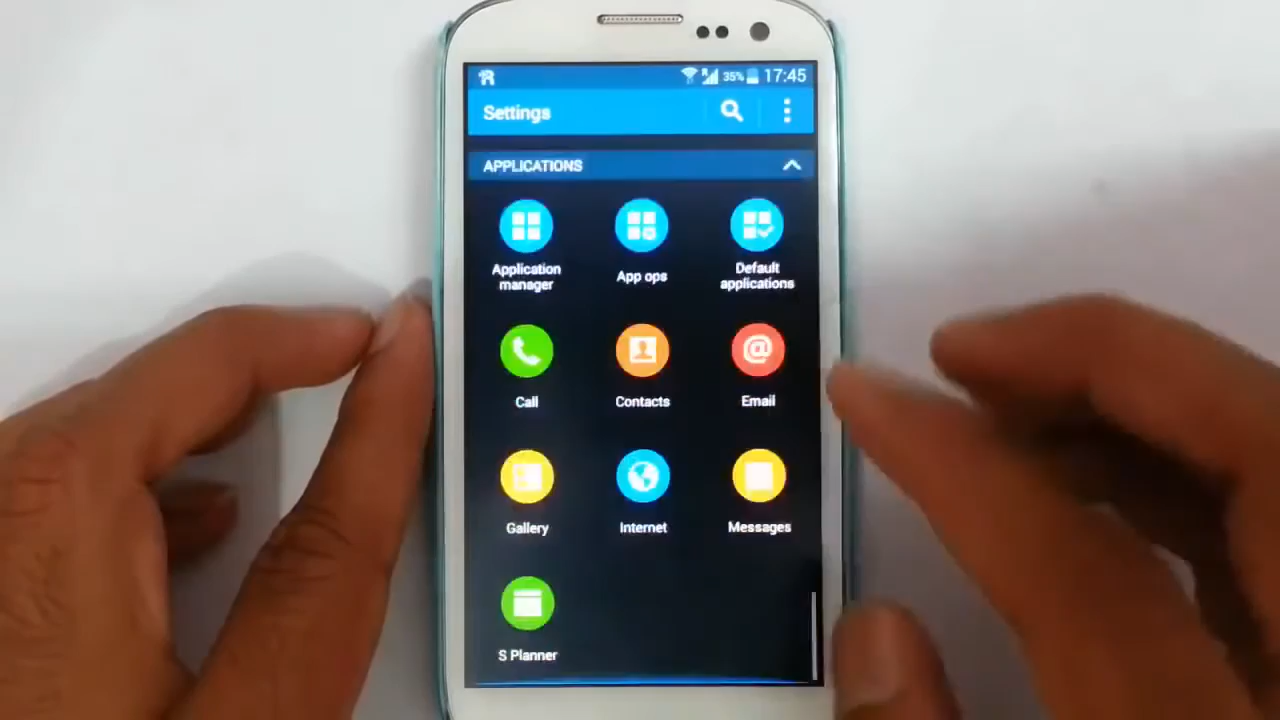 35% 17:45
Settings
APPLICATIONS
Application manager
App ops
Default applications
Call
Contacts
Email
Gallery
Internet
Messages
S Planner